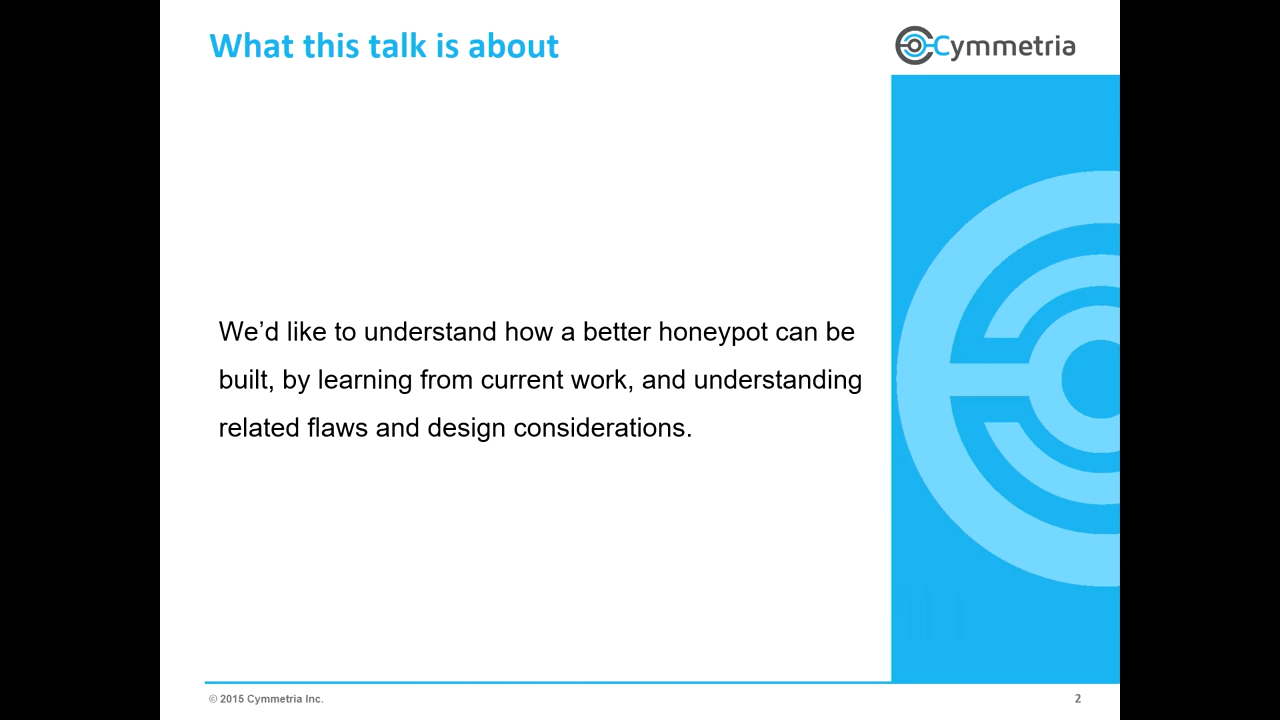 What this talk is about
Cymmetria
We’d like to understand how a better honeypot can be
built, by learning from current work, and understanding
related flaws and design considerations.
© 2015 Cymmetria Inc.
2